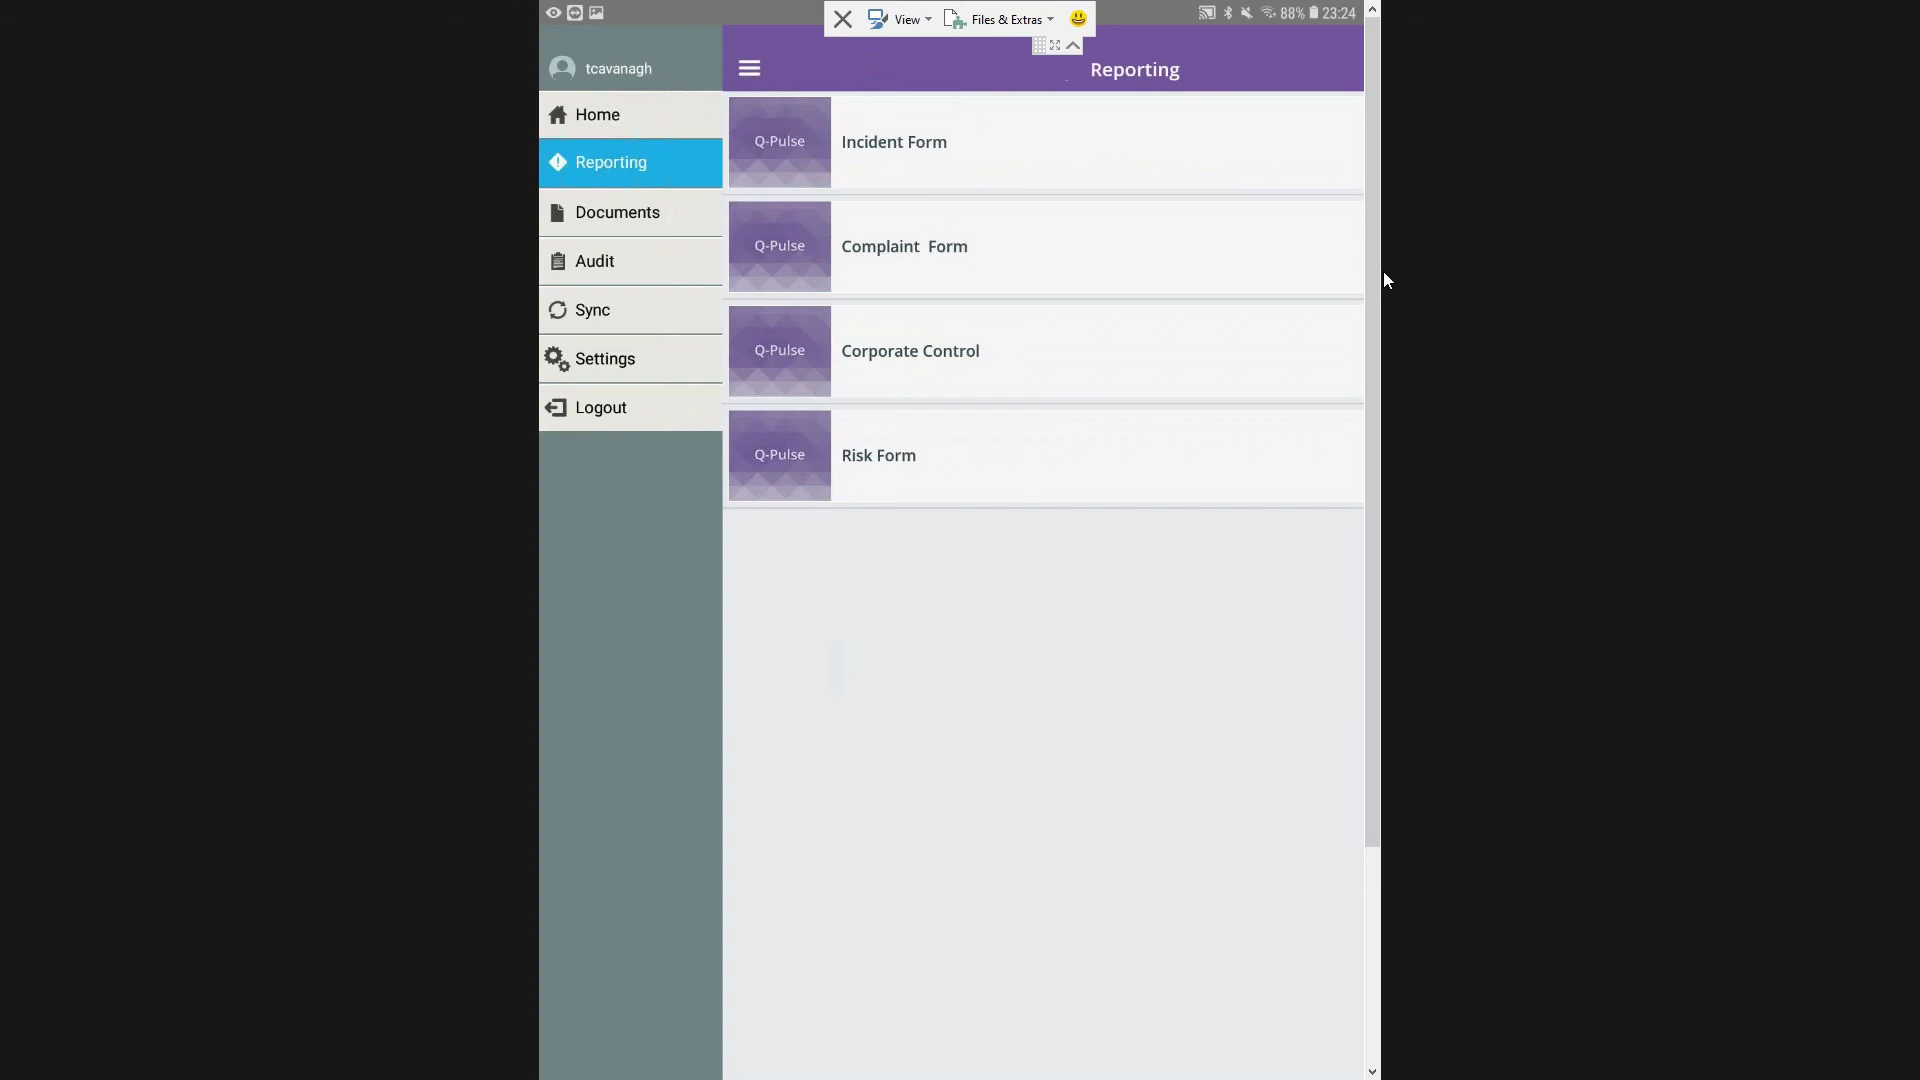 View
Files & Extras
88%
23:24
tcavanagh
Reporting
Home
Reporting
Documents
Audit
Sync
Settings
Logout
Q-Pulse
Incident Form
Q-Pulse
Complaint  Form
Q-Pulse
Corporate Control
Q-Pulse
Risk Form